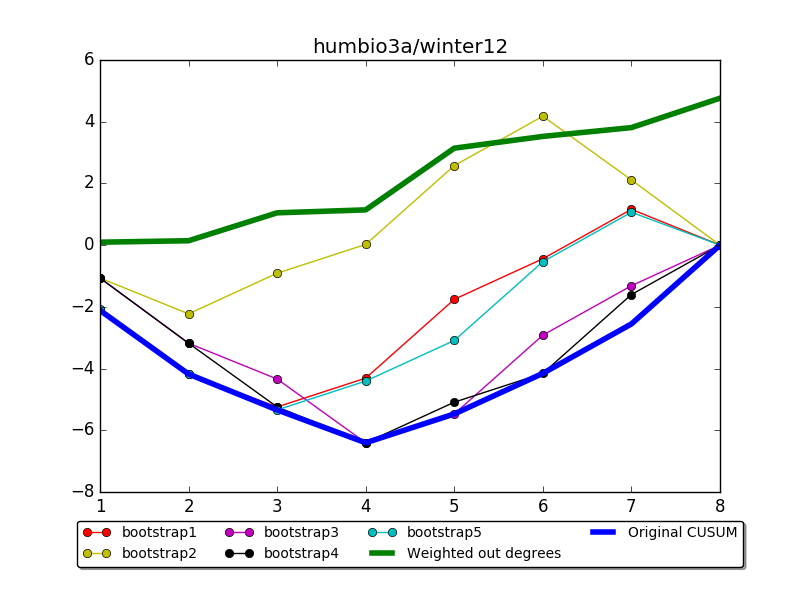 humbio3a/winter12
6
4
2
0
−2
−4
−6
−8
1 2 3 4 5 6 7 8
bootstrap1 bootstrap3 bootstrap5 Original CUSUM
bootstrap2 bootstrap4 Weighted out degrees